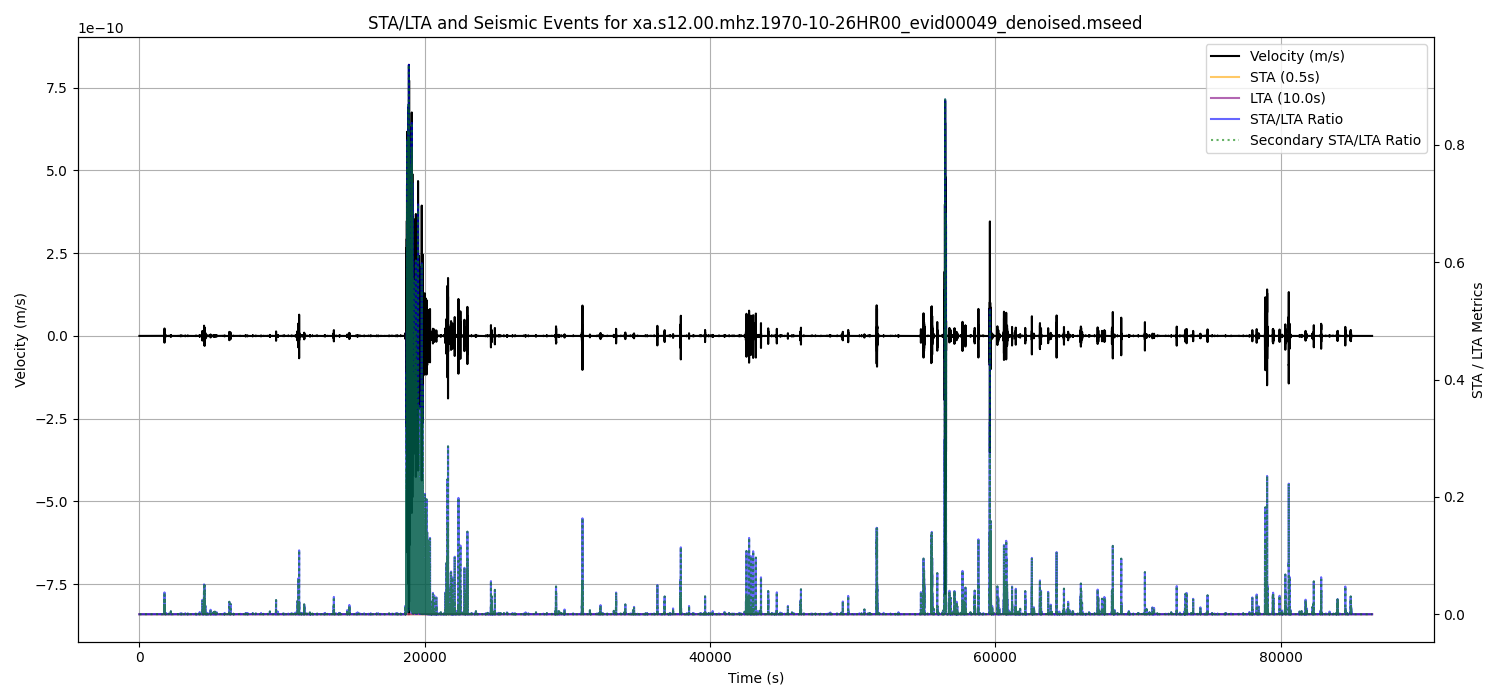 STA/LTA and Seismic Events for xa.s12.00.mhz.1970-10-26HR00_evid00049_denoised.mseed
1e−10
Velocity (m/s)
STA (0.5s)
LTA (10.0s)
STA/LTA Ratio
Secondary STA/LTA Ratio
7.5
5.0
2.5
0.0
−2.5
−5.0
−7.5
Velocity (m/s)
0.8
0.6
0.4
0.2
0.0
STA / LTA Metrics
0
20000
40000
60000
80000
Time (s)